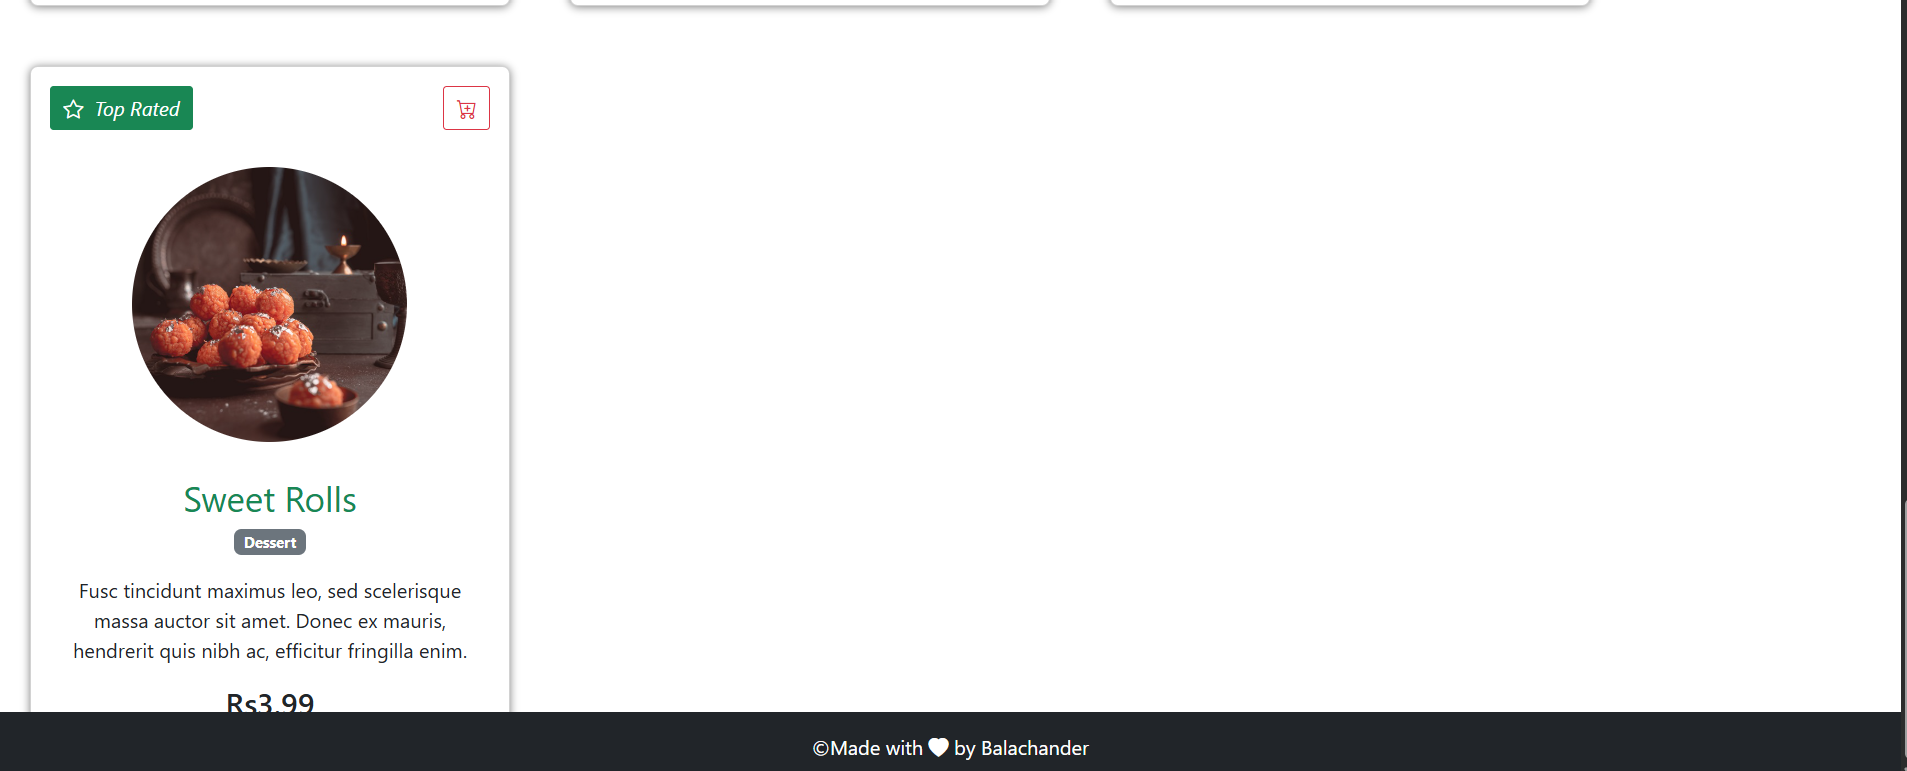 Top Rated
Sweet Rolls
Dessert
Fusc tincidunt maximus leo, sed scelerisque
massa auctor sit amet. Donec ex mauris,
hendrerit quis nibh ac, efficitur fringilla enim.
Rs3.99
©Made with 🤍 by Balachander